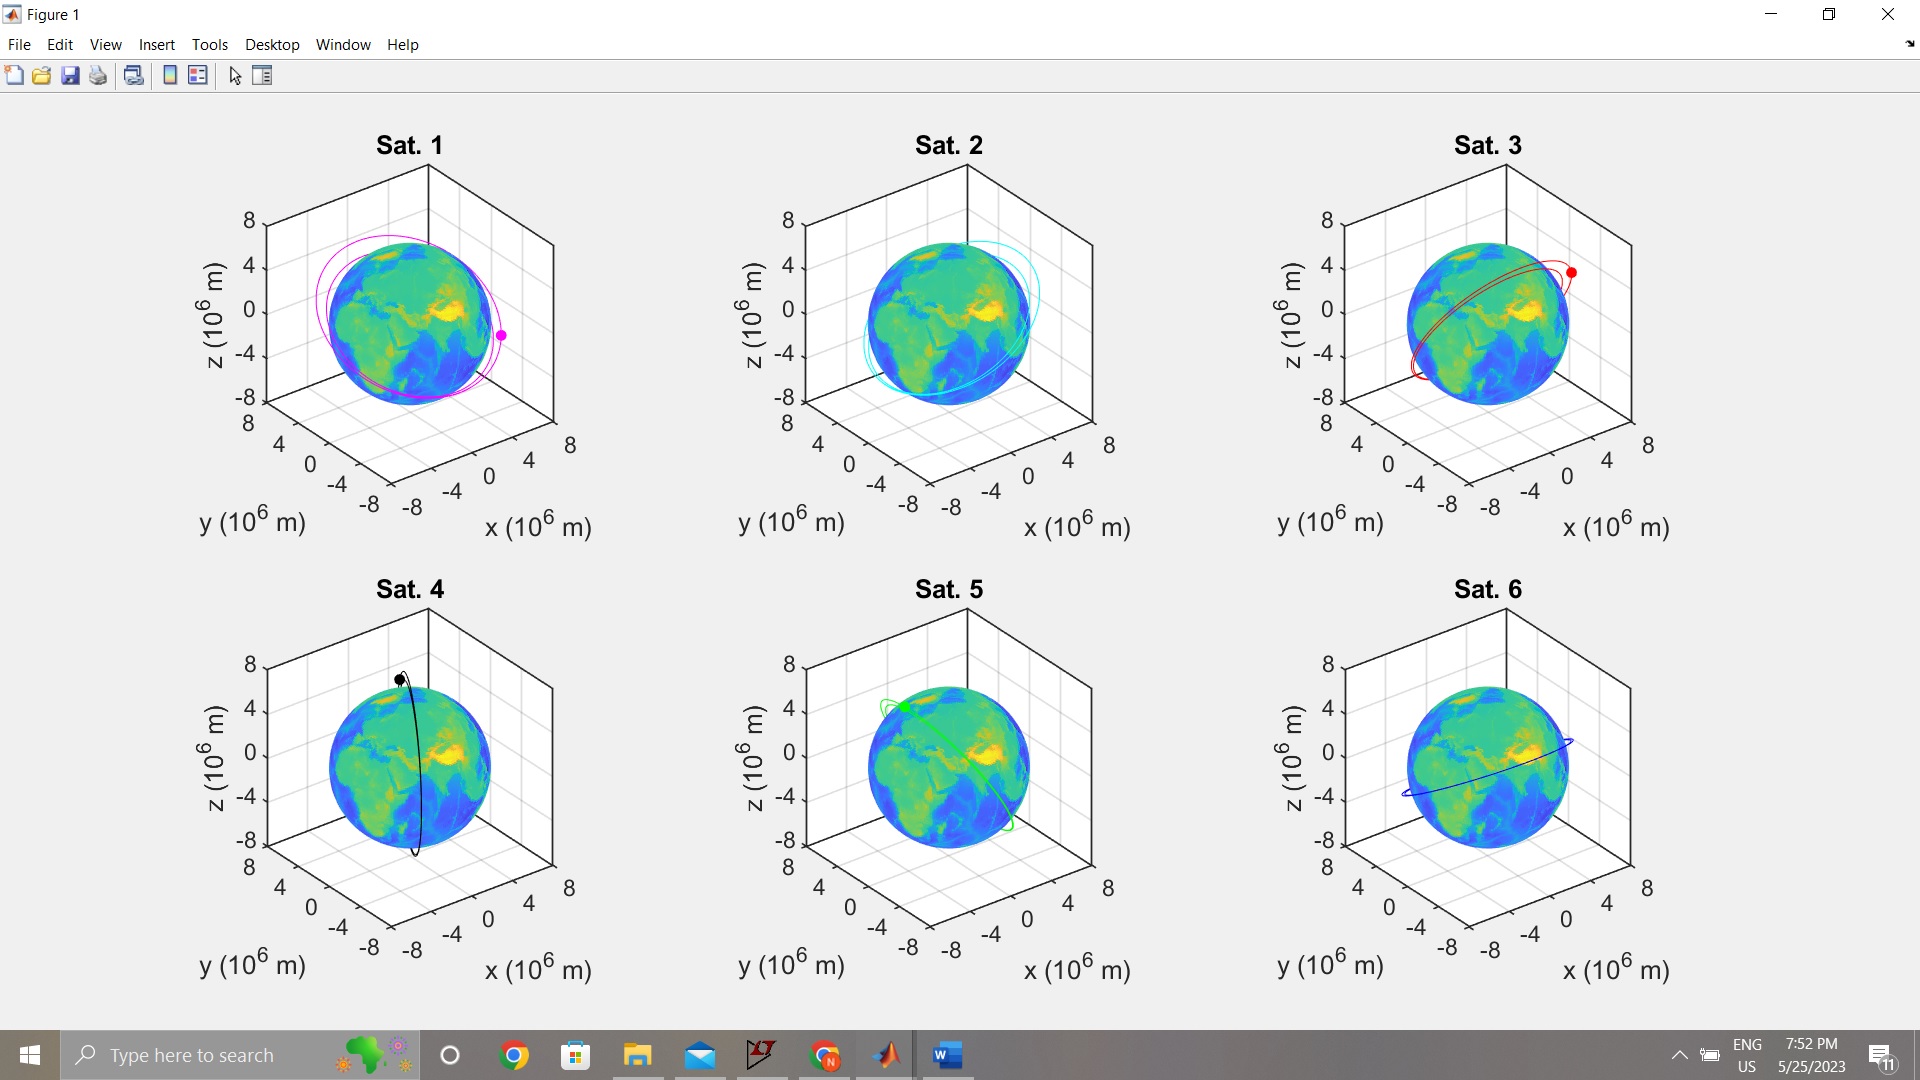 Figure 1
File Edit View Insert Tools Desktop Window Help
Sat. 1
8
4
0
-4
-8
z (10^6 m)
8
4
0
-4
-8
y (10^6 m)
-8
-4
0
4
8
x (10^6 m)
Sat. 2
8
4
0
-4
-8
z (10^6 m)
8
4
0
-4
-8
y (10^6 m)
-8
-4
0
4
8
x (10^6 m)
Sat. 3
8
4
0
-4
-8
z (10^6 m)
8
4
0
-4
-8
y (10^6 m)
-8
-4
0
4
8
x (10^6 m)
Sat. 4
8
4
0
-4
-8
z (10^6 m)
8
4
0
-4
-8
y (10^6 m)
-8
-4
0
4
8
x (10^6 m)
Sat. 5
8
4
0
-4
-8
z (10^6 m)
8
4
0
-4
-8
y (10^6 m)
-8
-4
0
4
8
x (10^6 m)
Sat. 6
8
4
0
-4
-8
z (10^6 m)
8
4
0
-4
-8
y (10^6 m)
-8
-4
0
4
8
x (10^6 m)
Type here to search
N
W
ENG
US
7:52 PM
5/25/2023
11